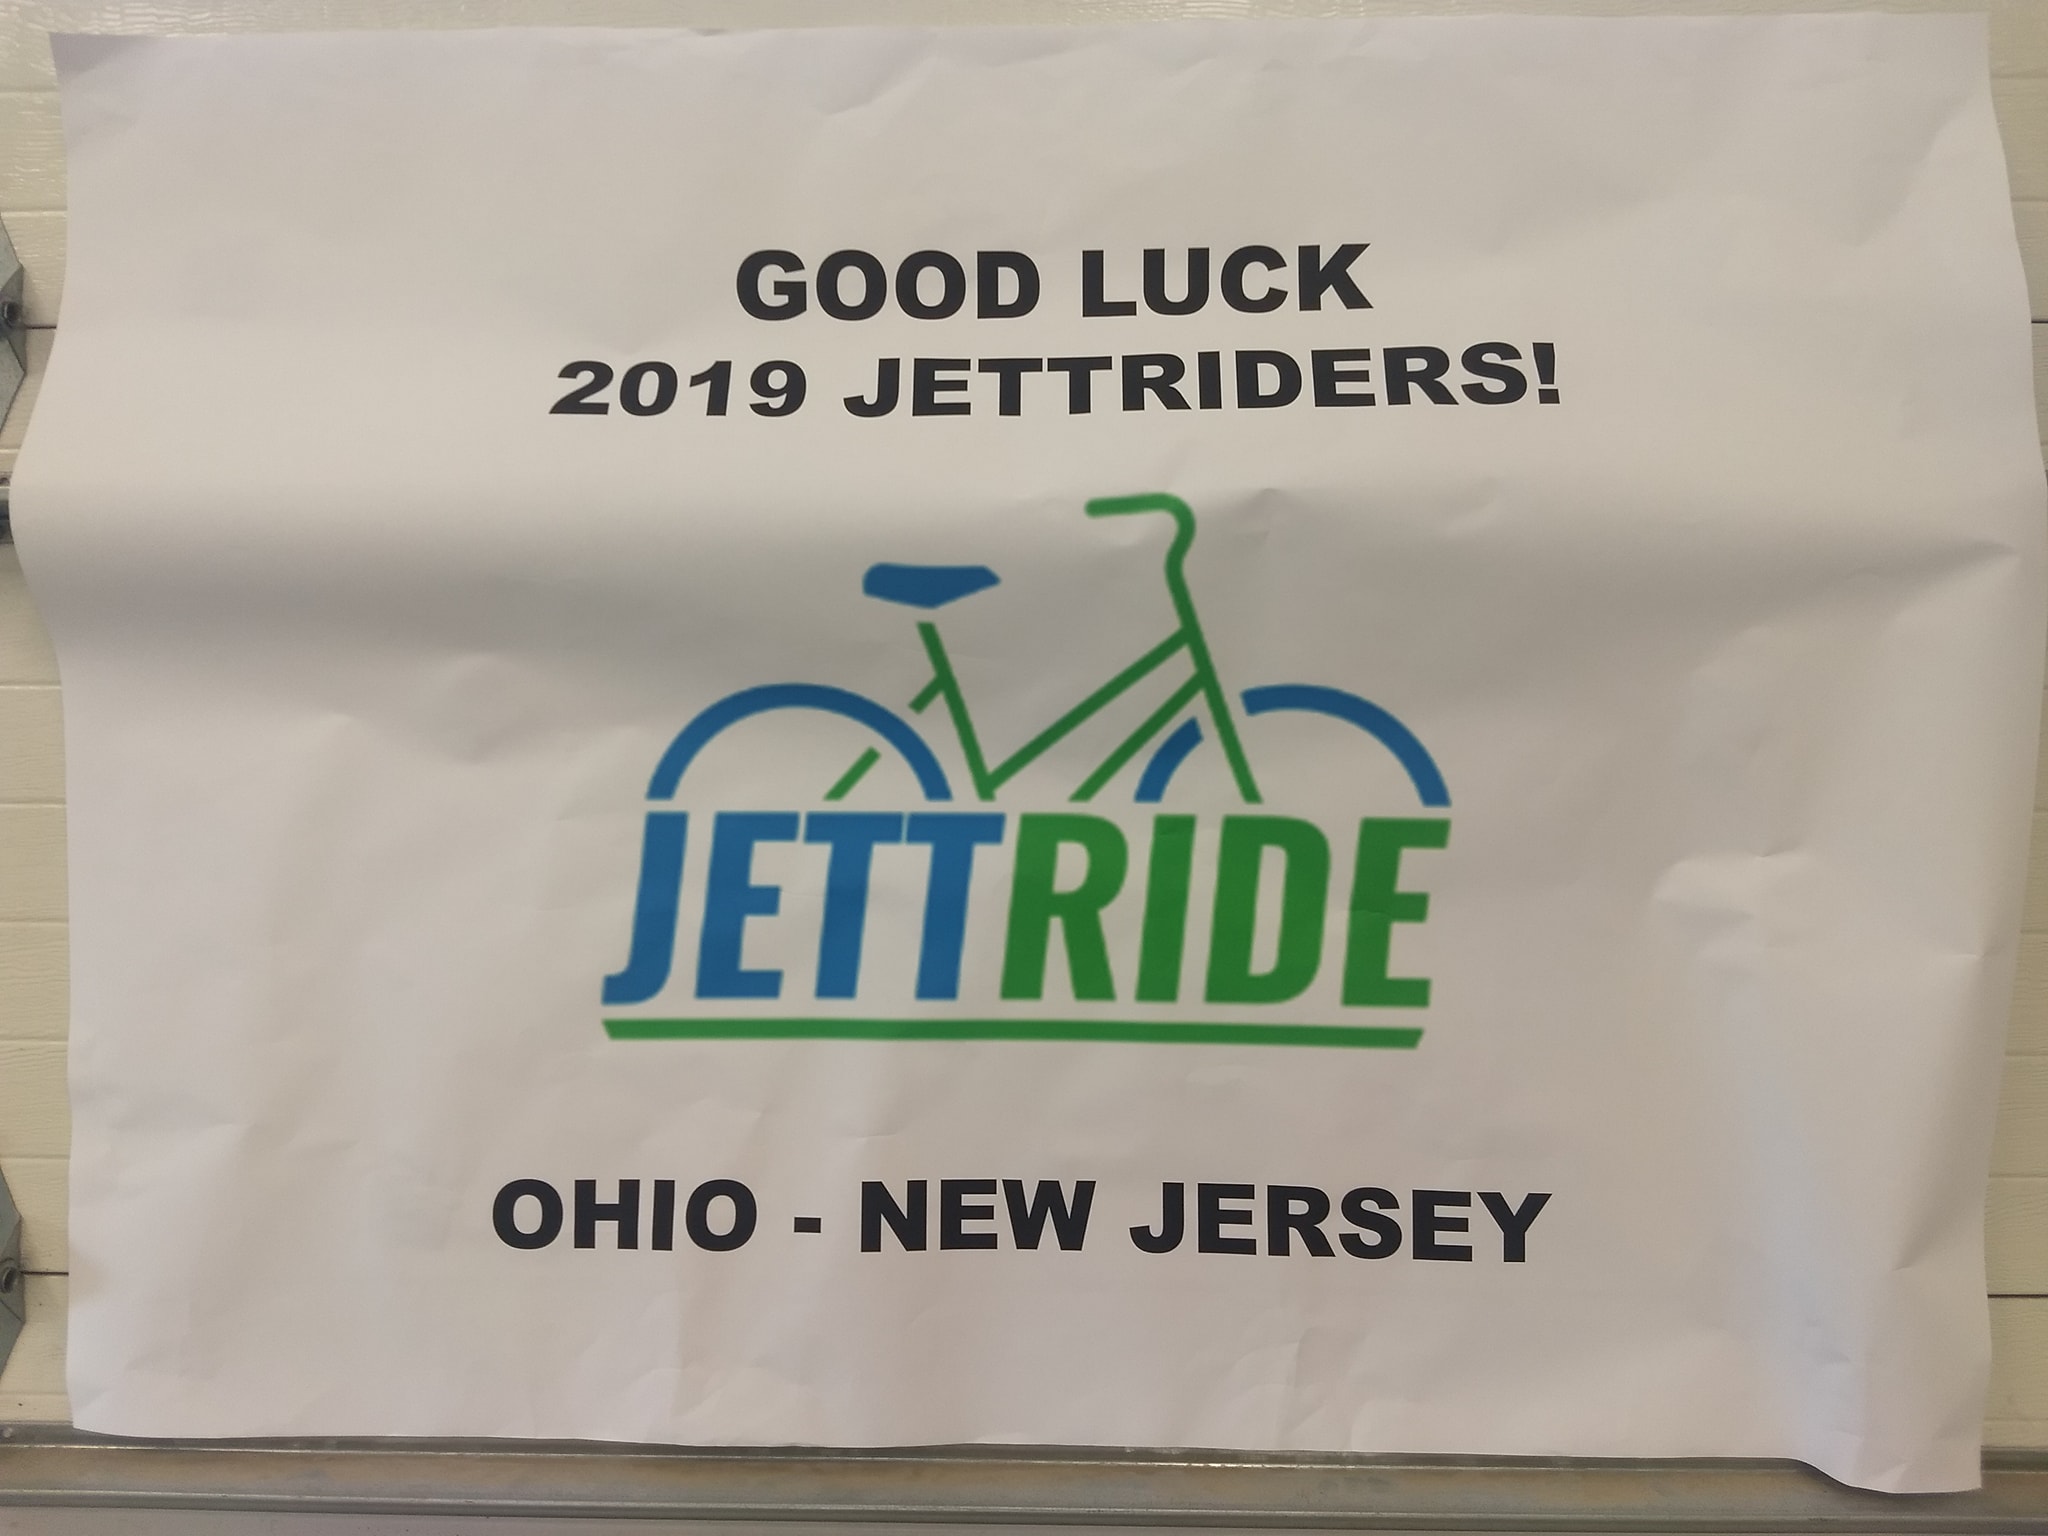 GOOD LUCK
2019 JETTRIDERS!
JETTRIDE
OHIO - NEW JERSEY